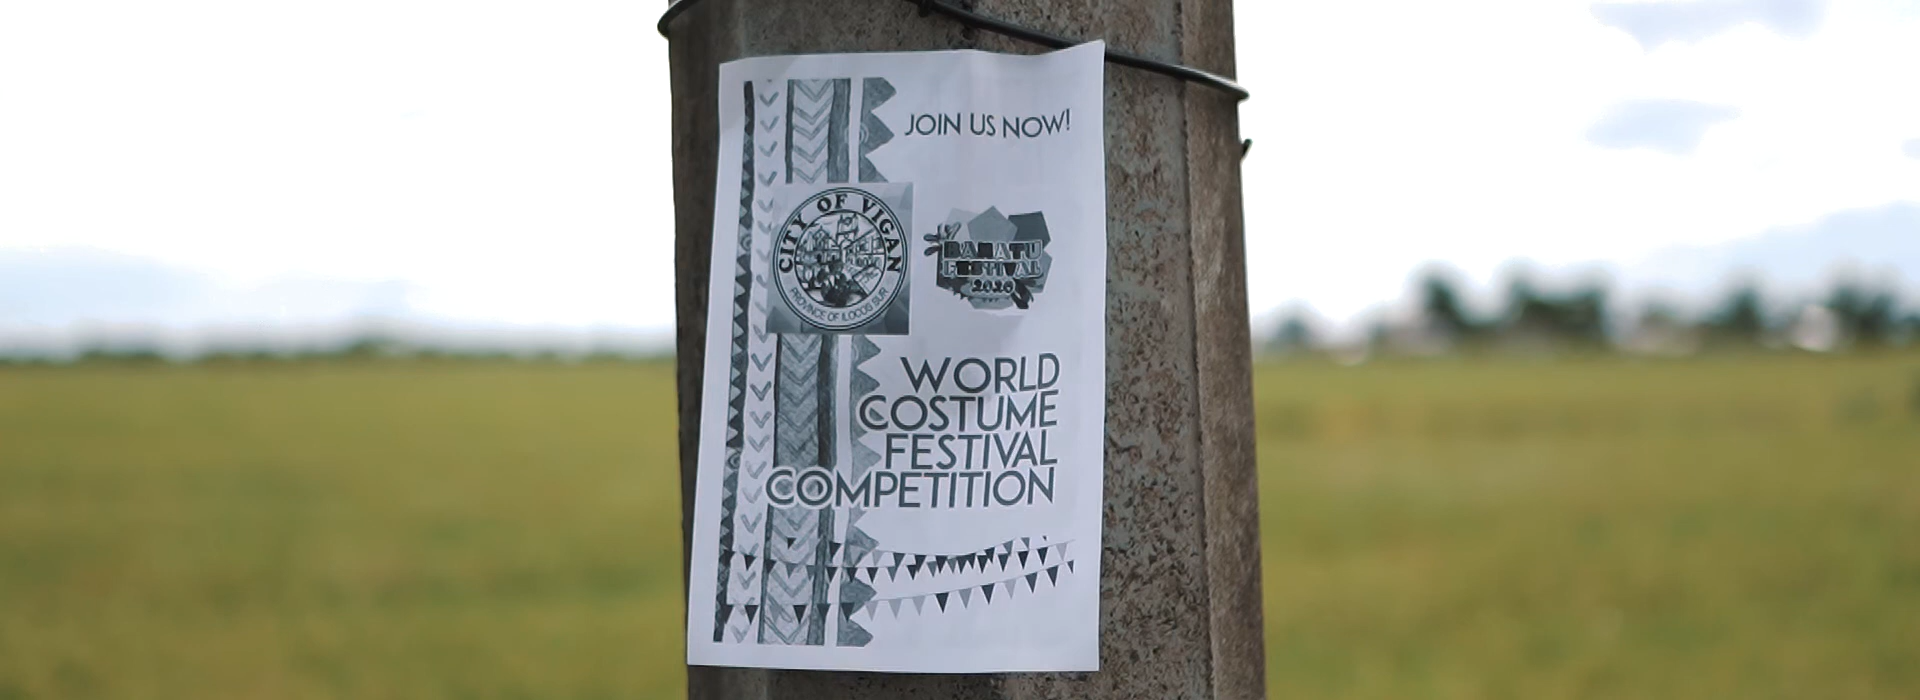 JOIN US NOW!
CITY OF VIGAN
PROVINCE OF ILOCOS SUR
FESTIVAL
2020
WORLD
COSTUME
FESTIVAL
COMPETITION